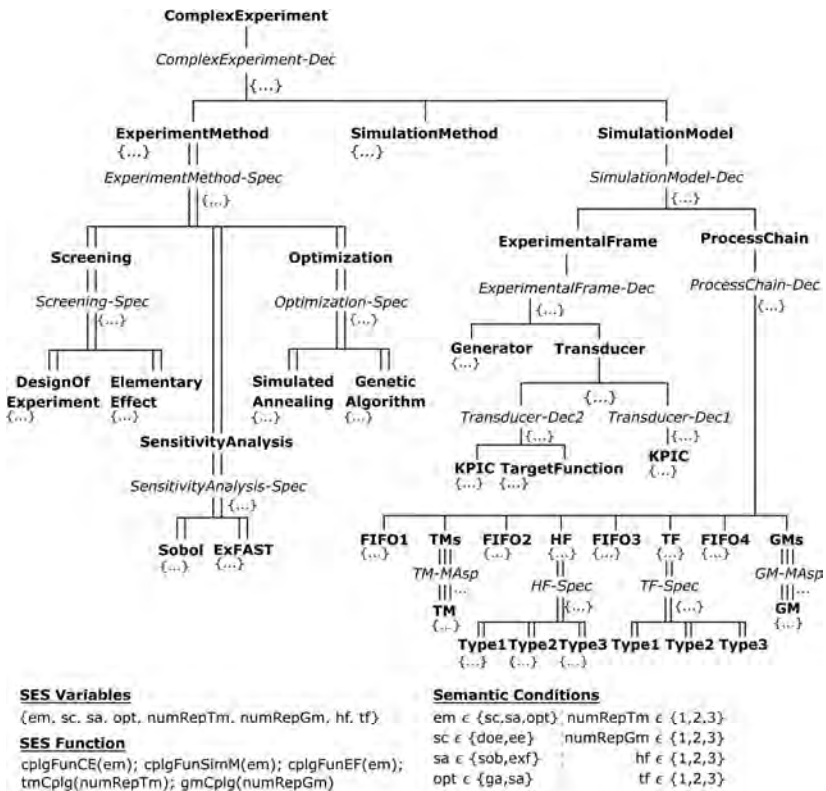 ComplexExperiment
ComplexExperiment-Dec
{...}
ExperimentMethod SimulationMethod SimulationModel
{...} {...}
ExperimentMethod-Spec SimulationModel-Dec
{...} {...}
ExperimentalFrame ProcessChain
Screening Optimization
ExperimentalFrame-Dec ProcessChain-Dec
Screening-Spec Optimization-Spec {...} {...}
{...} {...}
Generator Transducer
{...}
DesignOf Elementary Simulated Genetic
Experiment Effect Annealing Algorithm
{...} {...} {...} {...}
{...}
Transducer-Dec2 Transducer-Dec1
{...} {...}
SensitivityAnalysis
KPIC TargetFunction KPIC
{...} {...} {...}
SensitivityAnalysis-Spec
{...}
Sobol ExFAST
{...} {...}
FIFO1 TMs FIFO2 HF FIFO3 TF FIFO4 GMs
{...} {...} {...} {...} {...} {...} {...} {...}
TM-MAsp HF-Spec TF-Spec GM-MAsp
... {...} {...} ...
TM GM
{...} {...}
Type1 Type2 Type3 Type1 Type2 Type3
{...} {...} {...}
SES Variables
{em, sc, sa, opt, numRepTm, numRepGm, hf, tf}
SES Function
cplgFunCE(em); cplgFunSimM(em); cplgFunEF(em);
tmCplg(numRepTm); gmCplg(numRepGm)
Semantic Conditions
em ϵ {sc,sa,opt} numRepTm ϵ {1,2,3}
sc ϵ {doe,ee} numRepGm ϵ {1,2,3}
sa ϵ {sob,exf} hf ϵ {1,2,3}
opt ϵ {ga,sa} tf ϵ {1,2,3}